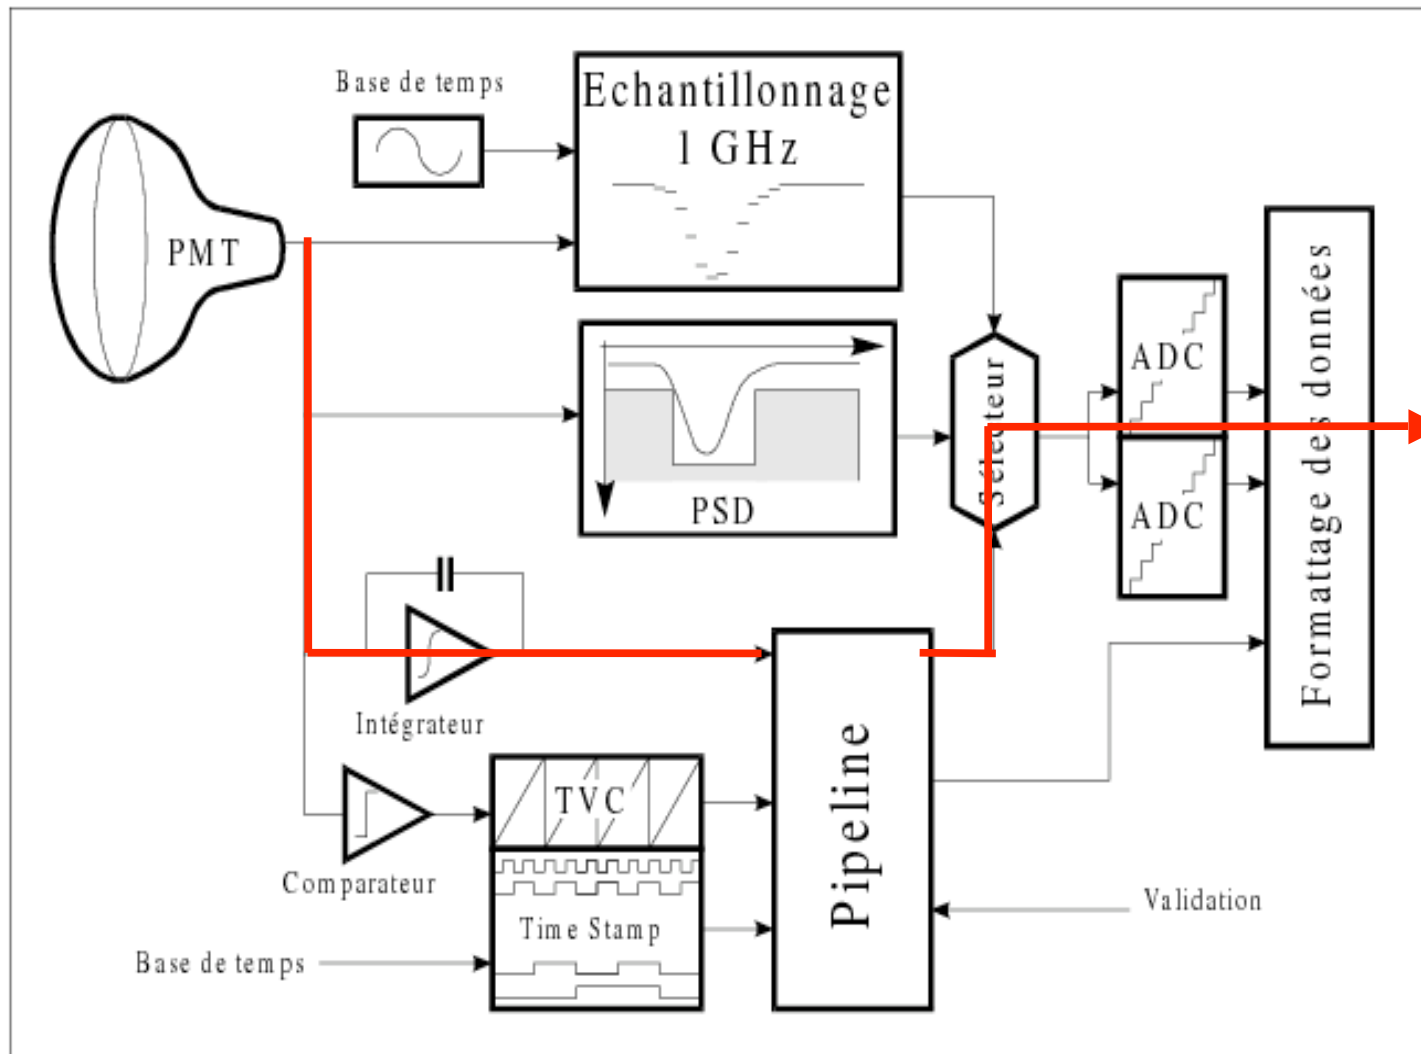 Base de temps
Echantillonnage
1 GHz
PMT
PSD
Sélecteur
ADC
ADC
Formattage des données
Intégrateur
Pipeline
TVC
Comparateur
Time Stamp
Validation
Base de temps